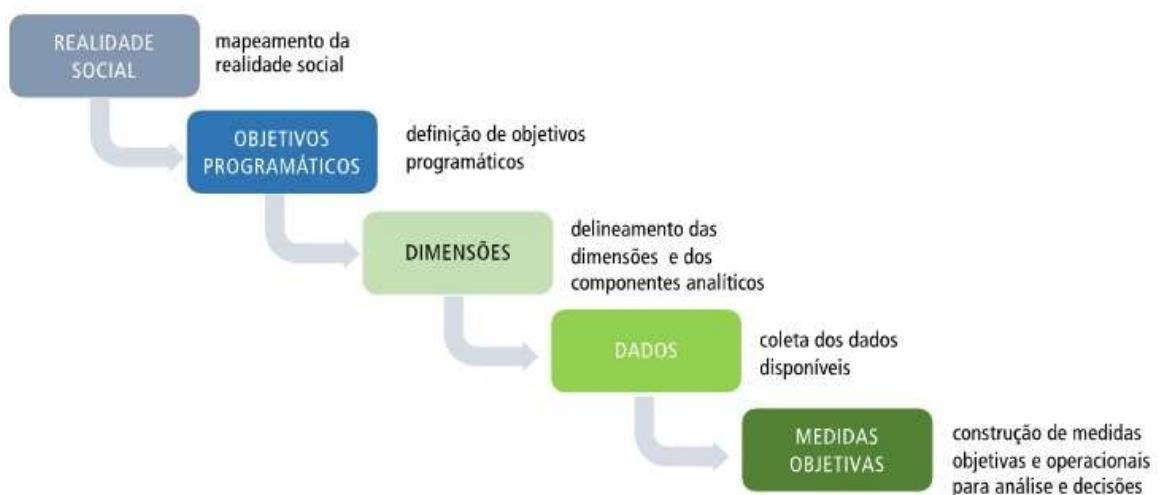 REALIDADE
SOCIAL
mapeamento da
realidade social
OBJETIVOS
PROGRAMÁTICOS
definição de objetivos
programáticos
DIMENSÕES
delineamento das
dimensões e dos
componentes analíticos
DADOS
coleta dos dados
disponíveis
MEDIDAS
OBJETIVAS
construção de medidas
objetivas e operacionais
para análise e decisões